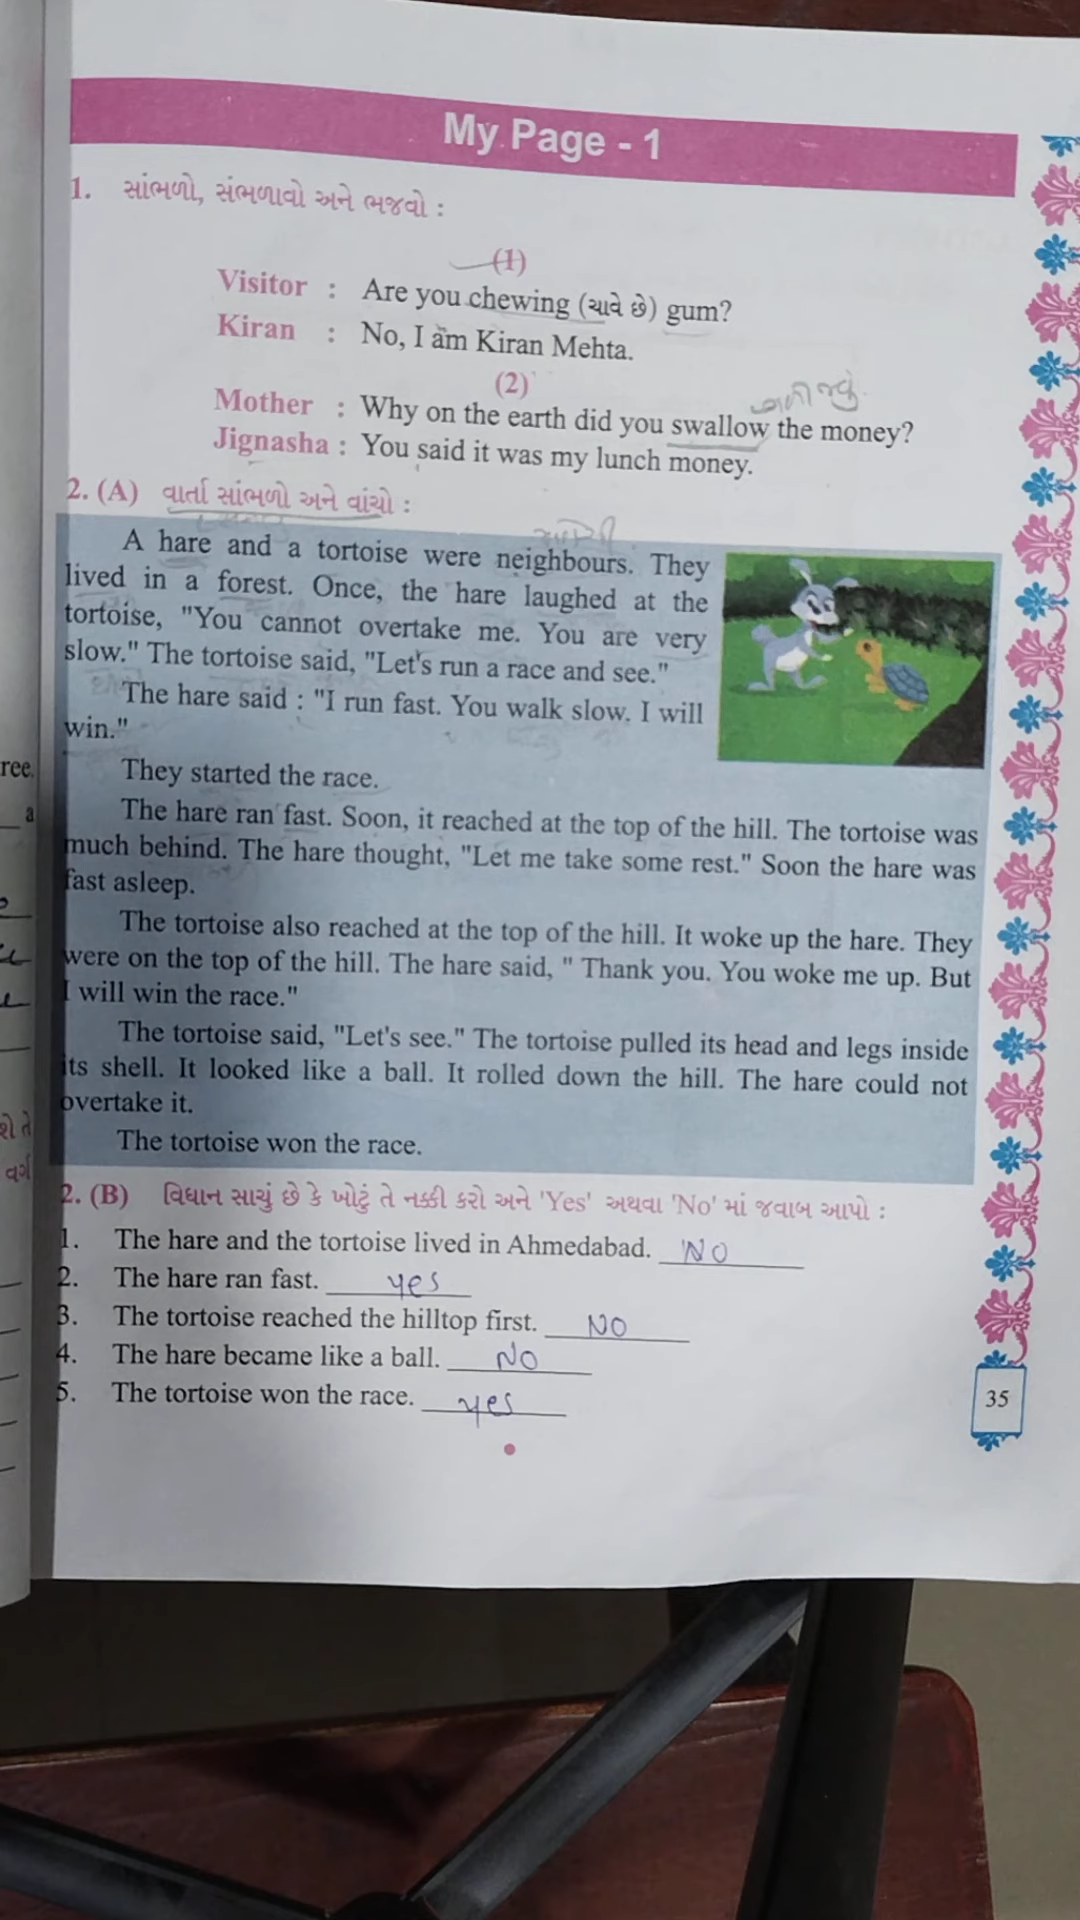 My Page - 1
1. સાંભળો, સંભળાવો અને ભજવો :
(1)
Visitor : Are you chewing (ચાવે છે) gum?
Kiran : No, I am Kiran Mehta.
(2)
Mother : Why on the earth did you swallow the money?
Jignasha : You said it was my lunch money.
2. (A) વાર્તા સાંભળો અને વાંચો :
A hare and a tortoise were neighbours. They
lived in a forest. Once, the hare laughed at the
tortoise, "You cannot overtake me. You are very
slow." The tortoise said, "Let's run a race and see."
The hare said : "I run fast. You walk slow. I will
win."
They started the race.
The hare ran fast. Soon, it reached at the top of the hill. The tortoise was
much behind. The hare thought, "Let me take some rest." Soon the hare was
fast asleep.
The tortoise also reached at the top of the hill. It woke up the hare. They
were on the top of the hill. The hare said, " Thank you. You woke me up. But
I will win the race."
The tortoise said, "Let's see." The tortoise pulled its head and legs inside
its shell. It looked like a ball. It rolled down the hill. The hare could not
overtake it.
The tortoise won the race.
2. (B) વિધાન સાચું છે કે ખોટું તે નક્કી કરો અને 'Yes' અથવા 'No' માં જવાબ આપો :
1. The hare and the tortoise lived in Ahmedabad. NO
2. The hare ran fast. yes
3. The tortoise reached the hilltop first. NO
4. The hare became like a ball. NO
5. The tortoise won the race. yes
35
ree.
a
શે તે
વર્ગ